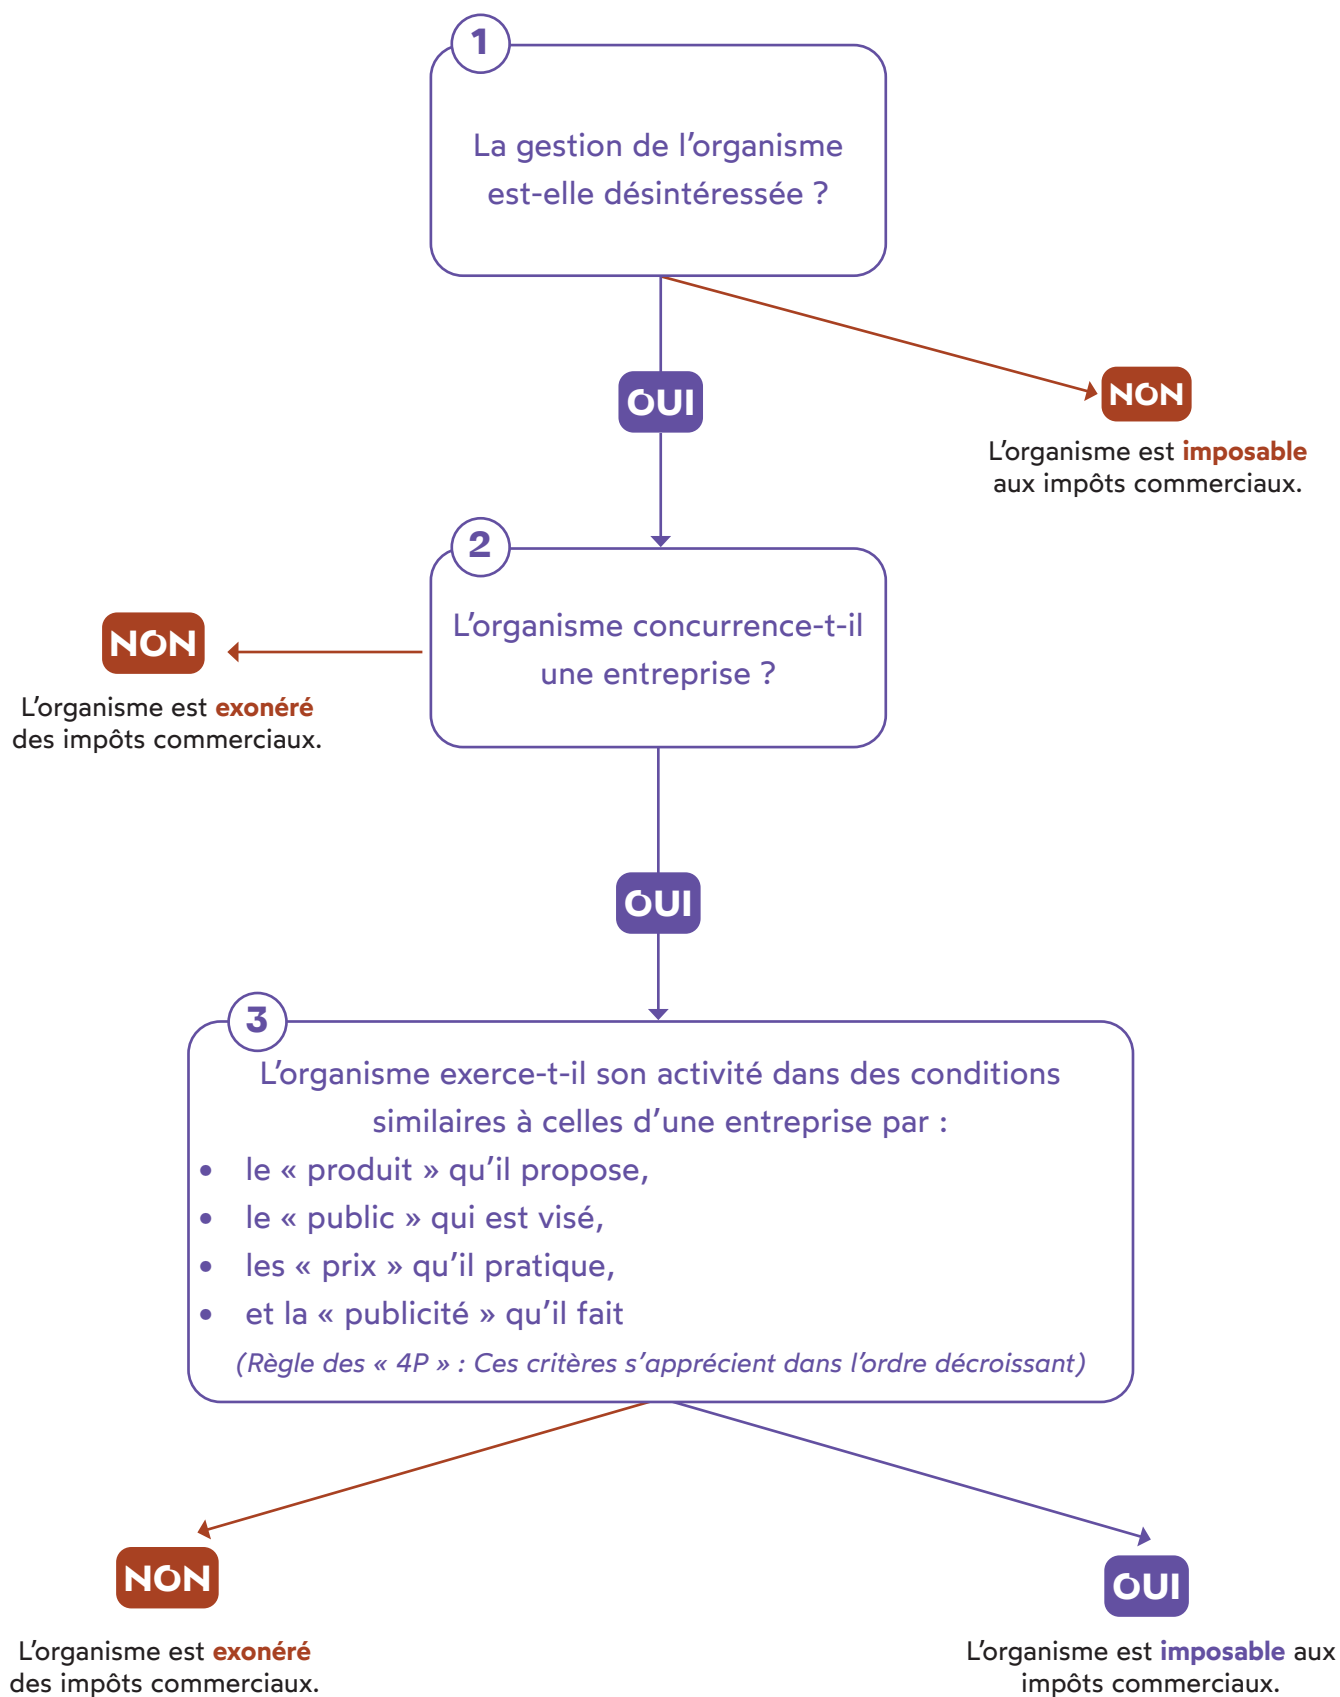 1
La gestion de l’organisme
est-elle désintéressée ?
OUI
NON
L’organisme est imposable
aux impôts commerciaux.
2
L’organisme concurrence-t-il
une entreprise ?
NON
L’organisme est exonéré
des impôts commerciaux.
OUI
3
L’organisme exerce-t-il son activité dans des conditions
similaires à celles d’une entreprise par :
• le « produit » qu’il propose,
• le « public » qui est visé,
• les « prix » qu’il pratique,
• et la « publicité » qu’il fait
(Règle des « 4P » : Ces critères s’apprécient dans l’ordre décroissant)
NON
L’organisme est exonéré
des impôts commerciaux.
OUI
L’organisme est imposable aux
impôts commerciaux.